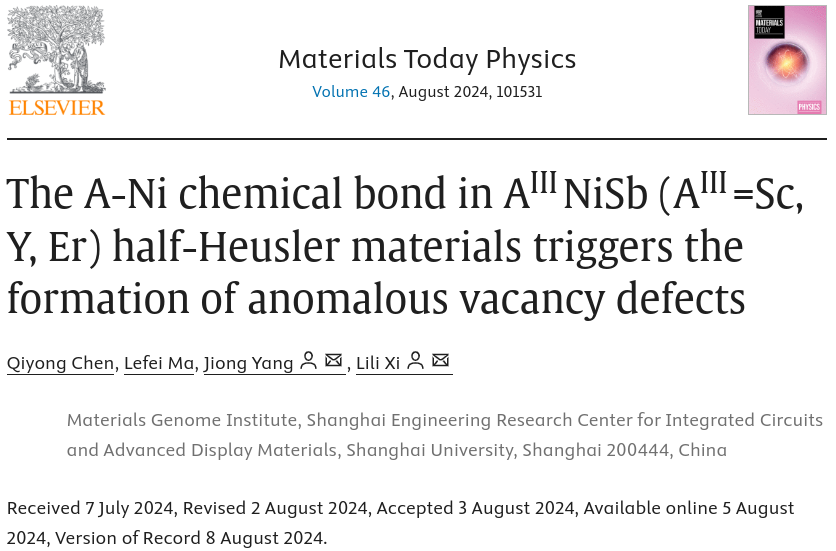 Materials Today Physics
Volume 46, August 2024, 101531
ELSEVIER
MATERIALS
TODAY
PHYSICS
The A-Ni chemical bond in Aᴵᴵᴵ NiSb (Aᴵᴵᴵ =Sc,
Y, Er) half-Heusler materials triggers the
formation of anomalous vacancy defects
Qiyong Chen, Lefei Ma, Jiong Yang, Lili Xi
Materials Genome Institute, Shanghai Engineering Research Center for Integrated Circuits
and Advanced Display Materials, Shanghai University, Shanghai 200444, China
Received 7 July 2024, Revised 2 August 2024, Accepted 3 August 2024, Available online 5 August
2024, Version of Record 8 August 2024.